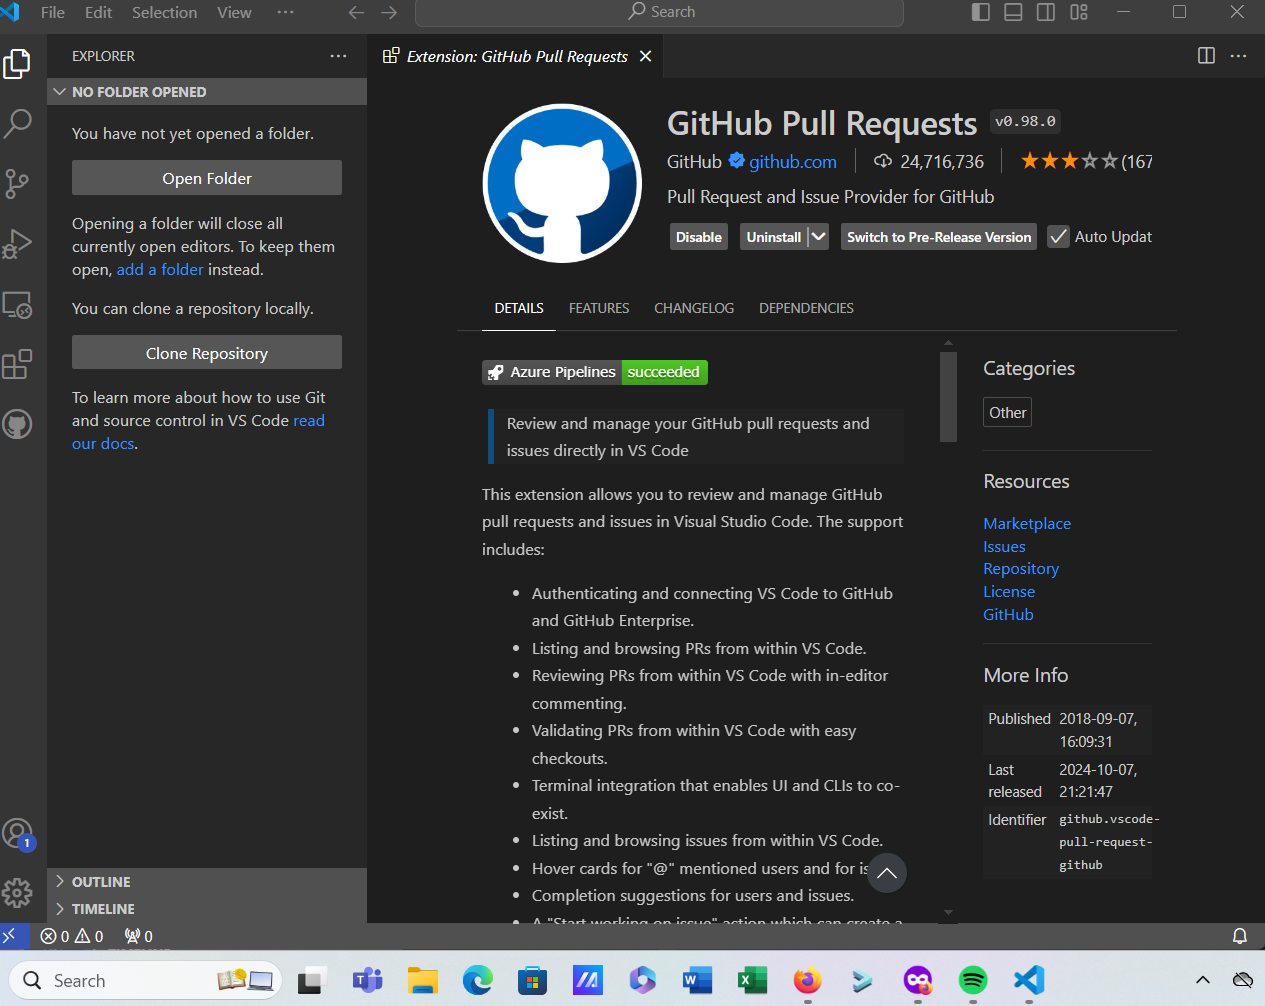 File Edit Selection View ··· Search
EXPLORER ···
NO FOLDER OPENED
You have not yet opened a folder.
Open Folder
Opening a folder will close all
currently open editors. To keep them
open, add a folder instead.
You can clone a repository locally.
Clone Repository
To learn more about how to use Git
and source control in VS Code read
our docs.
1
OUTLINE
TIMELINE
Extension: GitHub Pull Requests
GitHub Pull Requests v0.98.0
GitHub github.com 24,716,736 (167
Pull Request and Issue Provider for GitHub
Disable Uninstall Switch to Pre-Release Version Auto Updat
DETAILS FEATURES CHANGELOG DEPENDENCIES
Azure Pipelines succeeded
Review and manage your GitHub pull requests and
issues directly in VS Code
This extension allows you to review and manage GitHub
pull requests and issues in Visual Studio Code. The support
includes:
• Authenticating and connecting VS Code to GitHub
and GitHub Enterprise.
• Listing and browsing PRs from within VS Code.
• Reviewing PRs from within VS Code with in-editor
commenting.
• Validating PRs from within VS Code with easy
checkouts.
• Terminal integration that enables UI and CLIs to co-
exist.
• Listing and browsing issues from within VS Code.
• Hover cards for "@" mentioned users and for is
• Completion suggestions for users and issues.
• A "Start working on issue" action which can create a
Categories
Other
Resources
Marketplace
Issues
Repository
License
GitHub
More Info
Published 2018-09-07,
16:09:31
Last 2024-10-07,
released 21:21:47
Identifier github.vscode-
pull-request-
github
0 0 0
Search